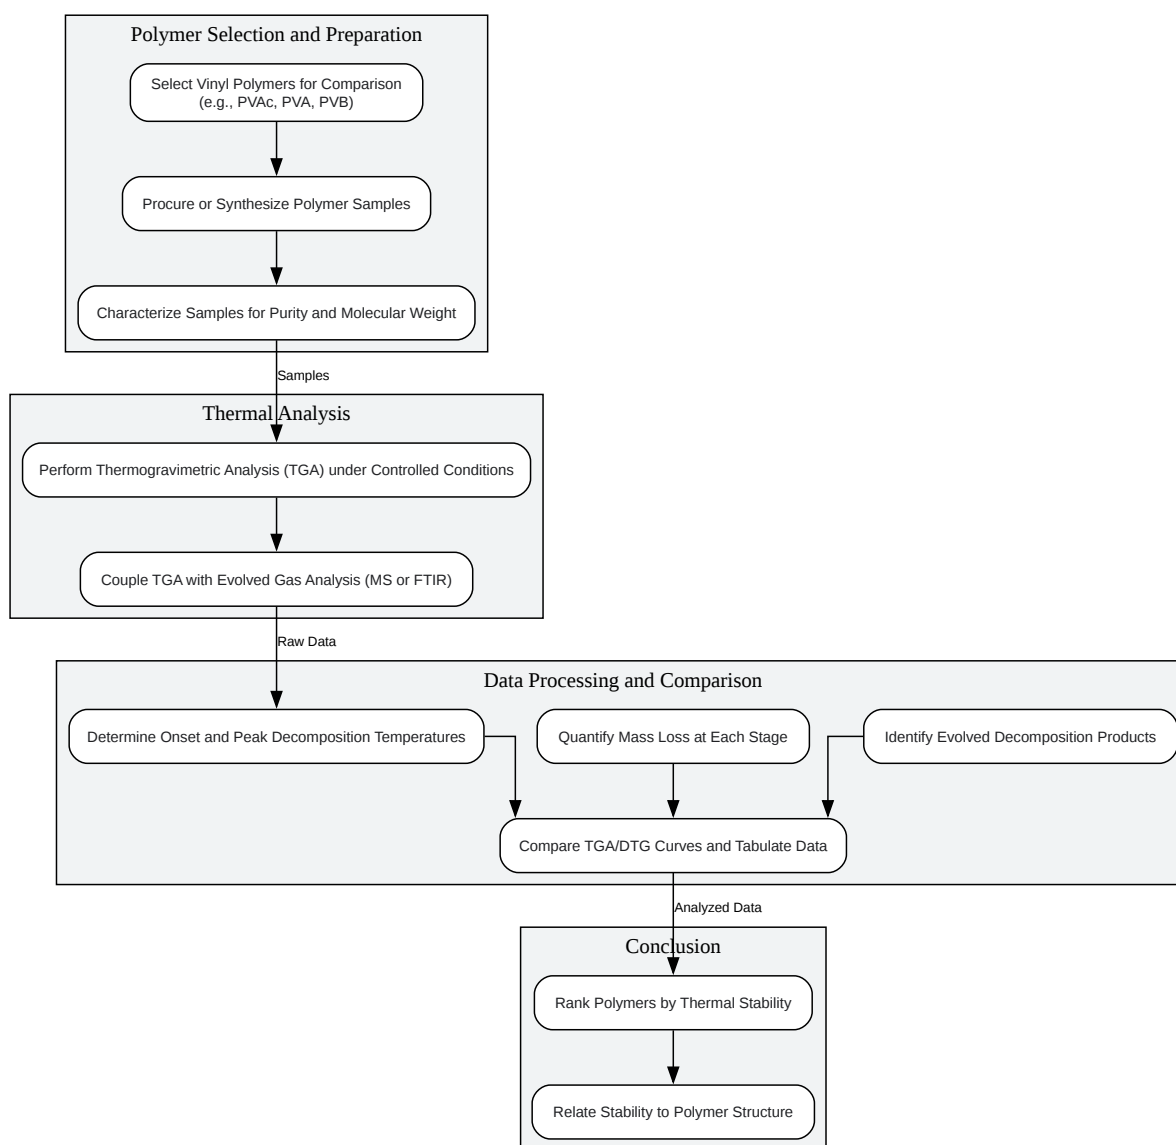 Polymer Selection and Preparation
Select Vinyl Polymers for Comparison
(e.g., PVAc, PVA, PVB)
Procure or Synthesize Polymer Samples
Characterize Samples for Purity and Molecular Weight
Samples
Thermal Analysis
Perform Thermogravimetric Analysis (TGA) under Controlled Conditions
Couple TGA with Evolved Gas Analysis (MS or FTIR)
Raw Data
Data Processing and Comparison
Determine Onset and Peak Decomposition Temperatures
Quantify Mass Loss at Each Stage
Identify Evolved Decomposition Products
Compare TGA/DTG Curves and Tabulate Data
Analyzed Data
Conclusion
Rank Polymers by Thermal Stability
Relate Stability to Polymer Structure